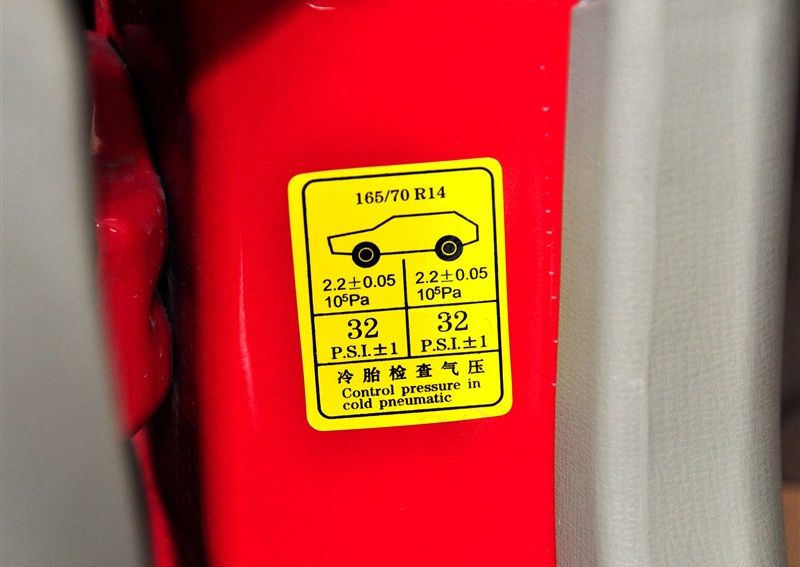 165/70 R14
2.2±0.05 2.2±0.05
10⁵Pa 10⁵Pa
32 32
P.S.I.±1 P.S.I.±1
冷胎检查气压
Control pressure in
cold pneumatic